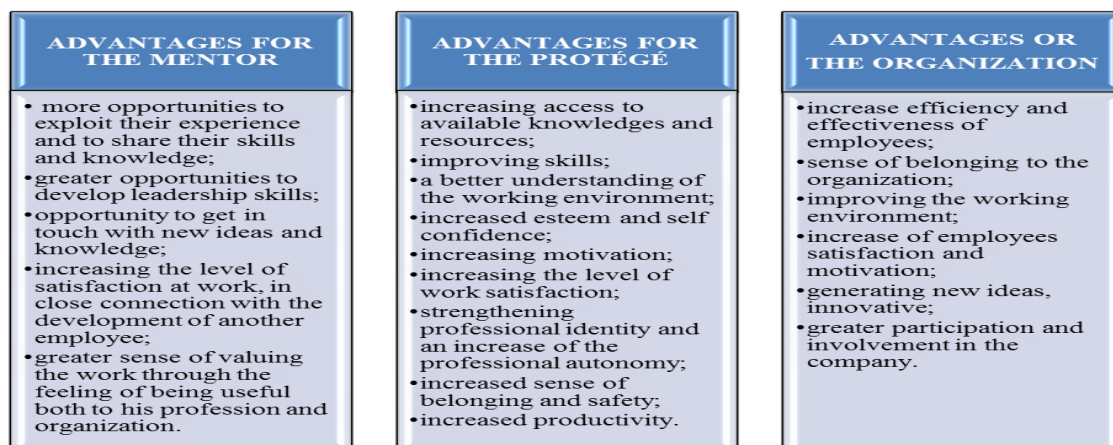 ADVANTAGES FOR
THE MENTOR
• more opportunities to
exploit their experience
and to share their skills
and knowledge;
•greater opportunities to
develop leadership skills;
•opportunity to get in
touch with new ideas and
knowledge;
•increasing the level of
satisfaction at work, in
close connection with the
development of another
employee;
•greater sense of valuing
the work through the
feeling of being useful
both to his profession and
organization.
ADVANTAGES FOR
THE PROTÉGÉ
•increasing access to
available knowledges and
resources;
•improving skills;
•a better understanding of
the working environment;
•increased esteem and self
confidence;
•increasing motivation;
•increasing the level of
work satisfaction;
•strengthening
professional identity and
an increase of the
professional autonomy;
•increased sense of
belonging and safety;
•increased productivity.
ADVANTAGES OR
THE ORGANIZATION
•increase efficiency and
effectiveness of
employees;
•sense of belonging to the
organization;
•improving the working
environment;
•increase of employees
satisfaction and
motivation;
•generating new ideas,
innovative;
•greater participation and
involvement in the
company.